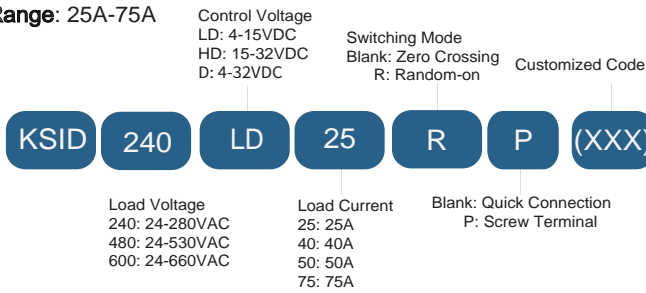 Range: 25A-75A
Control Voltage
LD: 4-15VDC
HD: 15-32VDC
D: 4-32VDC
Switching Mode
Blank: Zero Crossing
R: Random-on
Customized Code
KSID 240 LD 25 R P (XXX)
Load Voltage
240: 24-280VAC
480: 24-530VAC
600: 24-660VAC
Load Current
25: 25A
40: 40A
50: 50A
75: 75A
Blank: Quick Connection
P: Screw Terminal